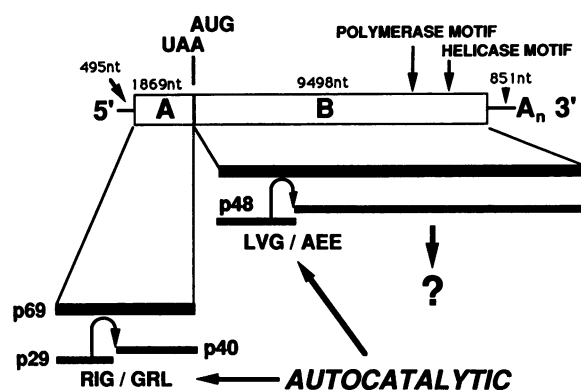 AUG
UAA
POLYMERASE MOTIF
HELICASE MOTIF
495nt
1869nt
9498nt
851nt
5'
A
B
An 3'
p48
LVG / AEE
?
p69
p29
p40
RIG / GRL
AUTOCATALYTIC